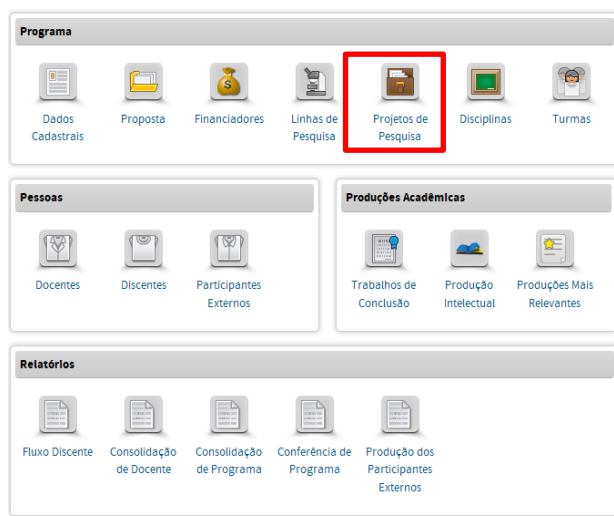 Programa
Dados
Cadastrais
Proposta
Financiadores
Linhas de
Pesquisa
Projetos de
Pesquisa
Disciplinas
Turmas
Pessoas
Docentes
Discentes
Participantes
Externos
Produções Acadêmicas
Trabalhos de
Conclusão
Produção
Intelectual
Produções Mais
Relevantes
Relatórios
Fluxo Discente
Consolidação
de Docente
Consolidação
de Programa
Conferência de
Programa
Produção dos
Participantes
Externos